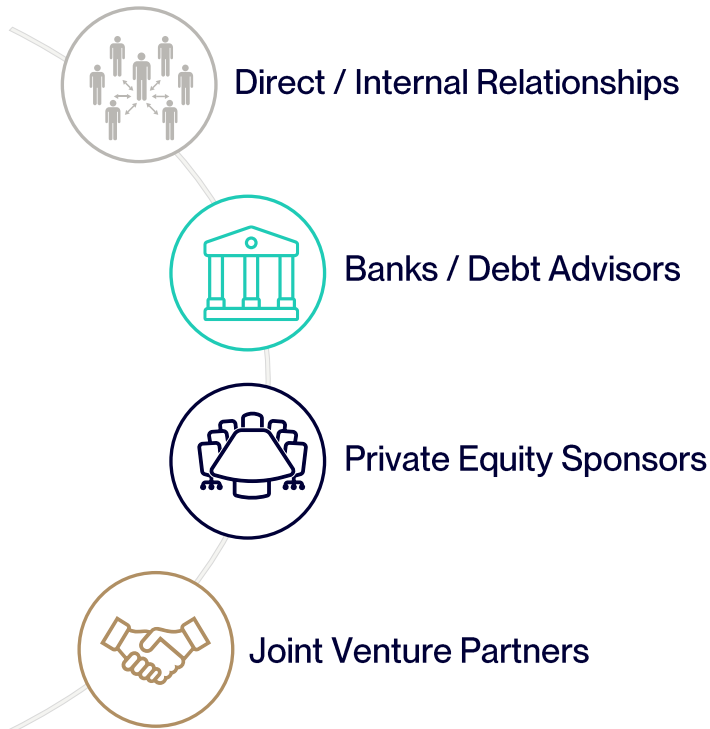 Direct / Internal Relationships
Banks / Debt Advisors
Private Equity Sponsors
Joint Venture Partners